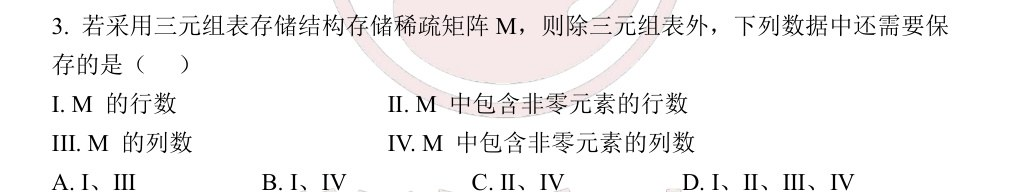 3. 若采用三元组表存储结构存储稀疏矩阵 M，则除三元组表外，下列数据中还需要保
存的是（　）
I. M 的行数　II. M 中包含非零元素的行数
III. M 的列数　IV. M 中包含非零元素的列数
A. I、III　B. I、IV　C. II、IV　D. I、II、III、IV